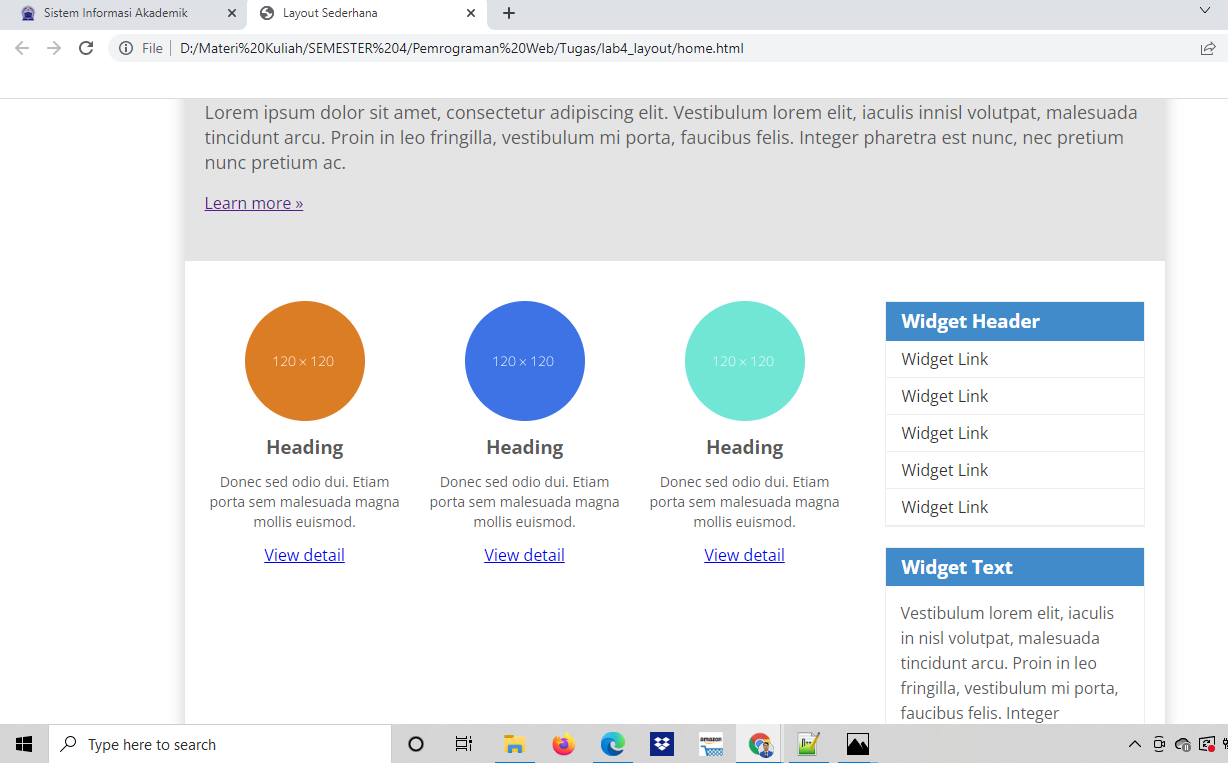 Sistem Informasi Akademik
Layout Sederhana
File
D:/Materi%20Kuliah/SEMESTER%204/Pemrograman%20Web/Tugas/lab4_layout/home.html
Lorem ipsum dolor sit amet, consectetur adipiscing elit. Vestibulum lorem elit, iaculis innisl volutpat, malesuada
tincidunt arcu. Proin in leo fringilla, vestibulum mi porta, faucibus felis. Integer pharetra est nunc, nec pretium
nunc pretium ac.
Learn more »
120 × 120
Heading
Donec sed odio dui. Etiam
porta sem malesuada magna
mollis euismod.
View detail
120 × 120
Heading
Donec sed odio dui. Etiam
porta sem malesuada magna
mollis euismod.
View detail
120 × 120
Heading
Donec sed odio dui. Etiam
porta sem malesuada magna
mollis euismod.
View detail
Widget Header
Widget Link
Widget Link
Widget Link
Widget Link
Widget Link
Widget Text
Vestibulum lorem elit, iaculis
in nisl volutpat, malesuada
tincidunt arcu. Proin in leo
fringilla, vestibulum mi porta,
faucibus felis. Integer
Type here to search
amazon